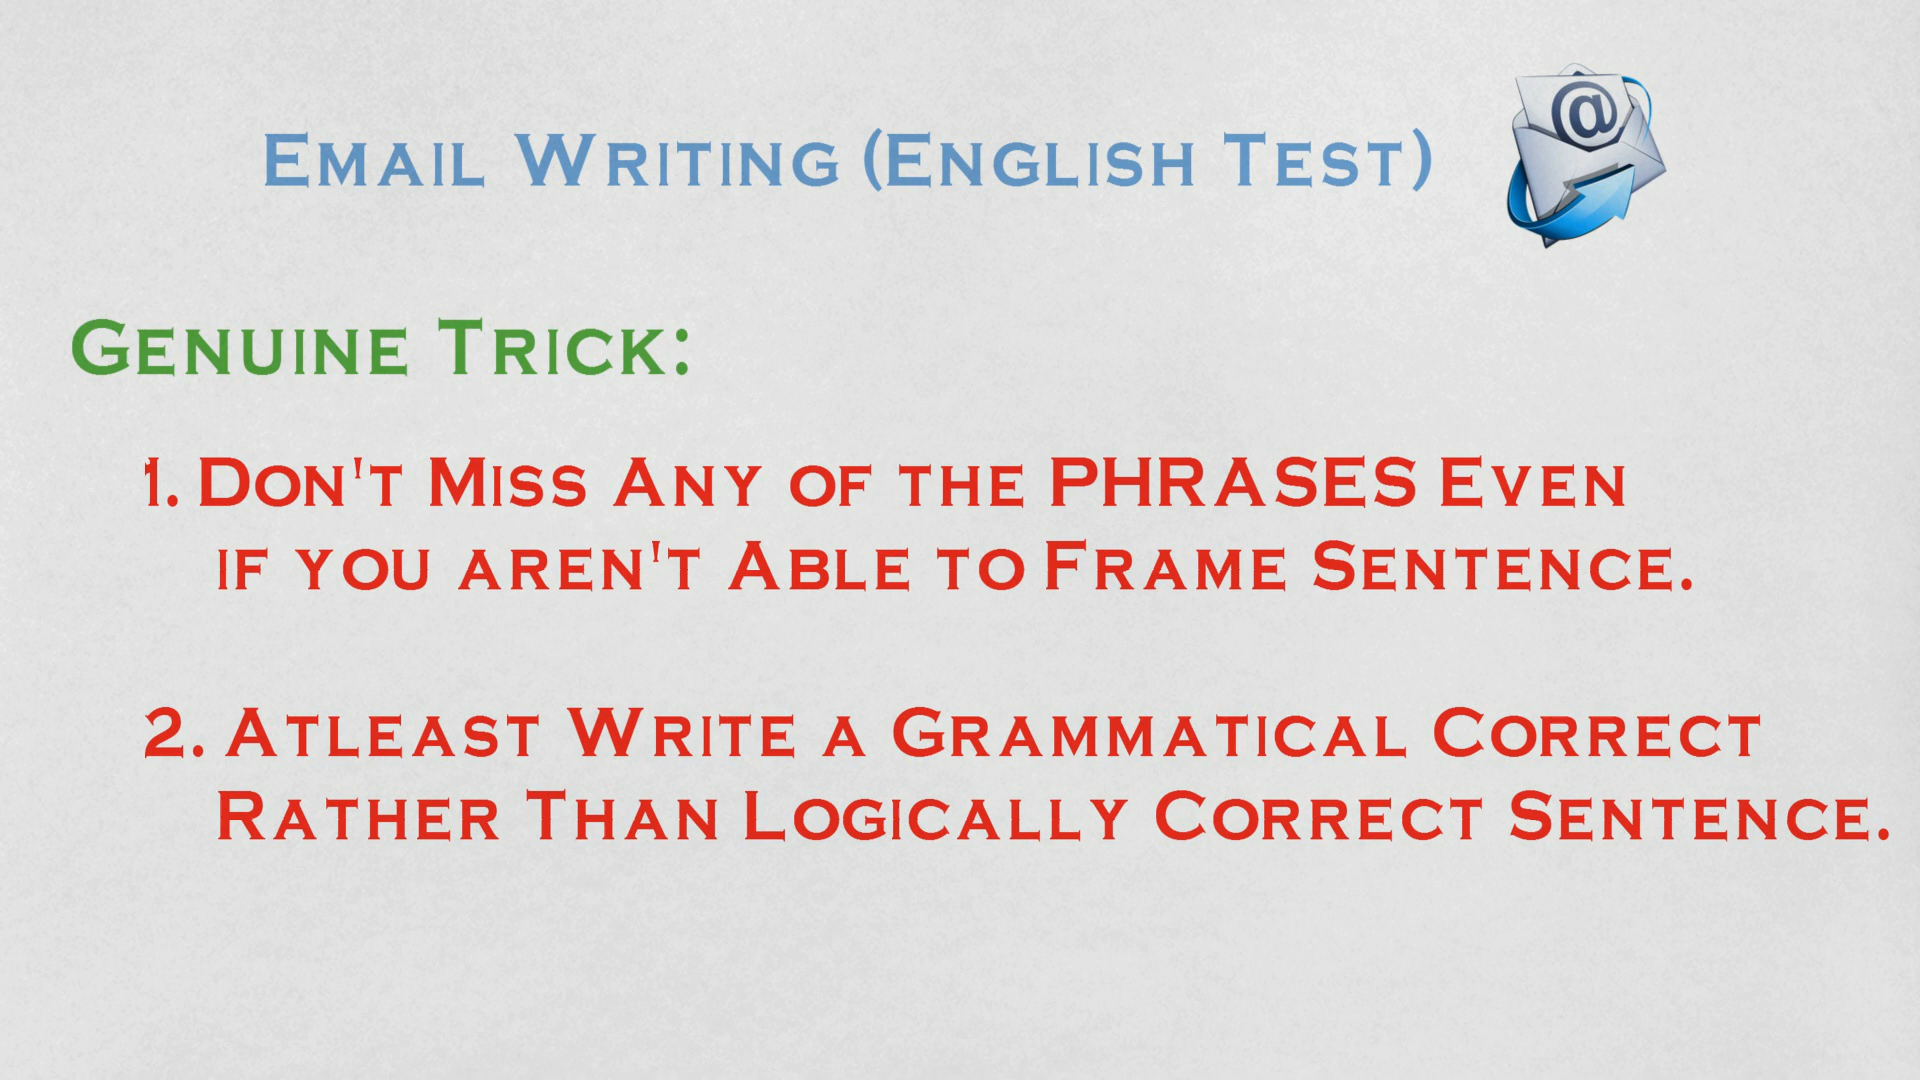 Email Writing (English Test)
@
Genuine Trick:
1. Don't Miss Any of the PHRASES Even
if you aren't Able to Frame Sentence.
2. Atleast Write a Grammatical Correct
Rather Than Logically Correct Sentence.